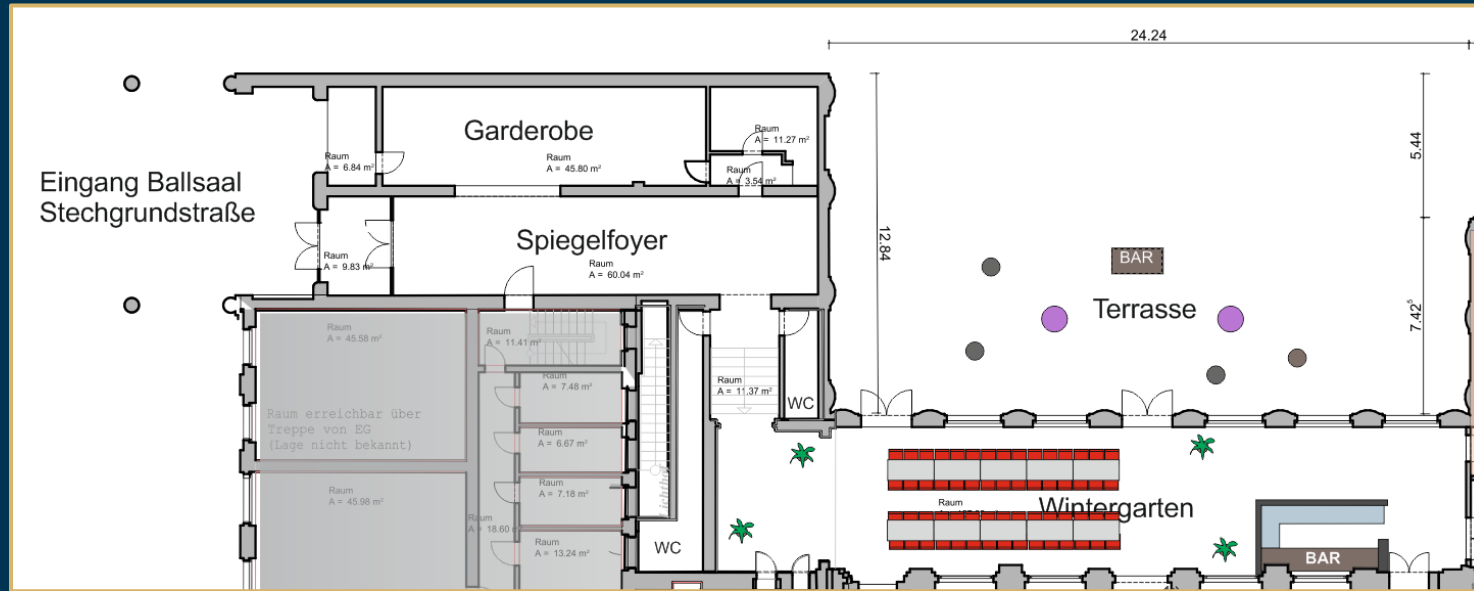 24.24
Garderobe
Raum
A = 45.80 m²
Raum
A = 11.27 m²
Raum
A = 6.84 m²
Raum
A = 3.54 m²
5.44
Eingang Ballsaal
Stechgrundstraße
Spiegelfoyer
Raum
A = 60.04 m²
Raum
A = 9.83 m²
12.84
BAR
Terrasse
7.42⁵
Raum
A = 45.58 m²
Raum
A = 11.41 m²
Raum
A = 11.37 m²
WC
A = 7.48 m²
Raum erreichbar über
Treppe von EG
(Lage nicht bekannt)
Raum
A = 6.67 m²
Raum
A = 45.98 m²
Raum
A = 7.18 m²
Raum
Wintergarten
Raum
A = 18.60
Raum
A = 13.24 m²
WC
BAR